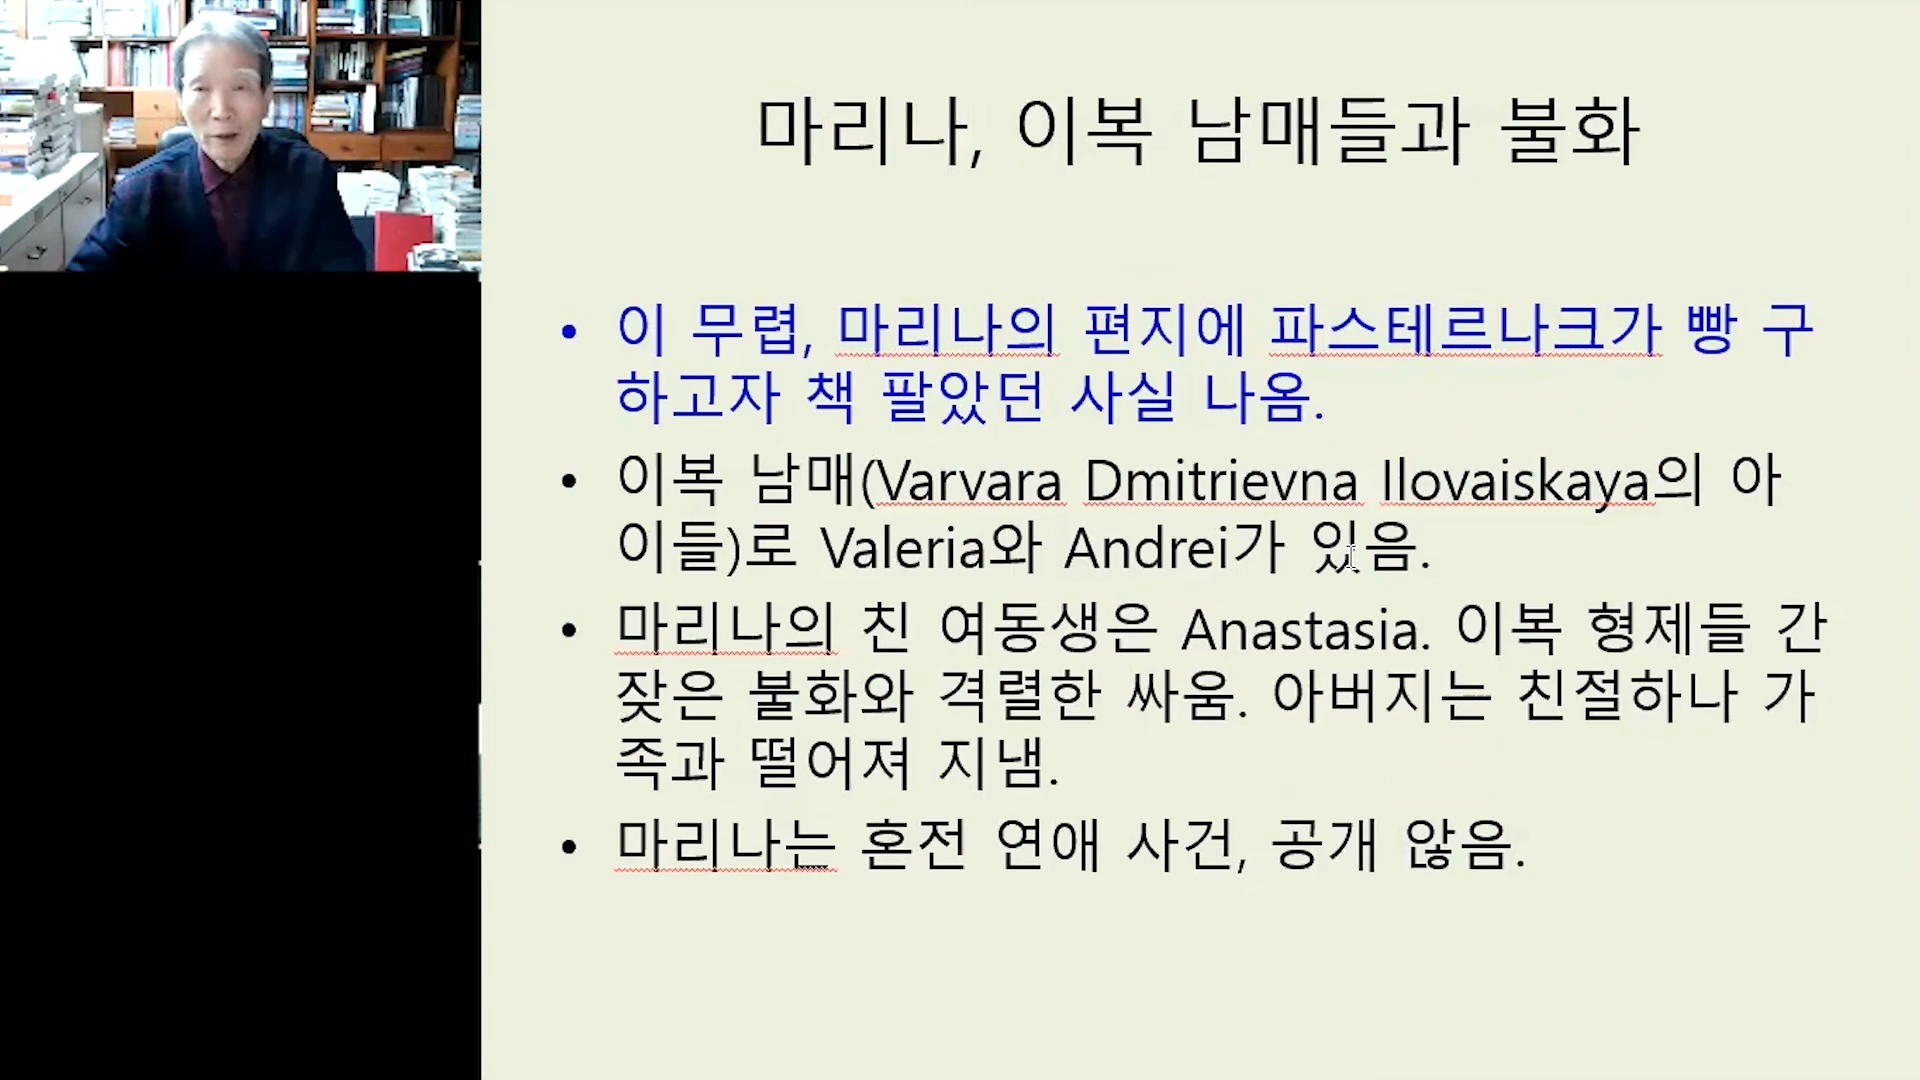 마리나, 이복 남매들과 불화
• 이 무렵, 마리나의 편지에 파스테르나크가 빵 구
하고자 책 팔았던 사실 나옴.
• 이복 남매(Varvara Dmitrievna Ilovaiskaya의 아
이들)로 Valeria와 Andrei가 있음.
• 마리나의 친 여동생은 Anastasia. 이복 형제들 간
잦은 불화와 격렬한 싸움. 아버지는 친절하나 가
족과 떨어져 지냄.
• 마리나는 혼전 연애 사건, 공개 않음.